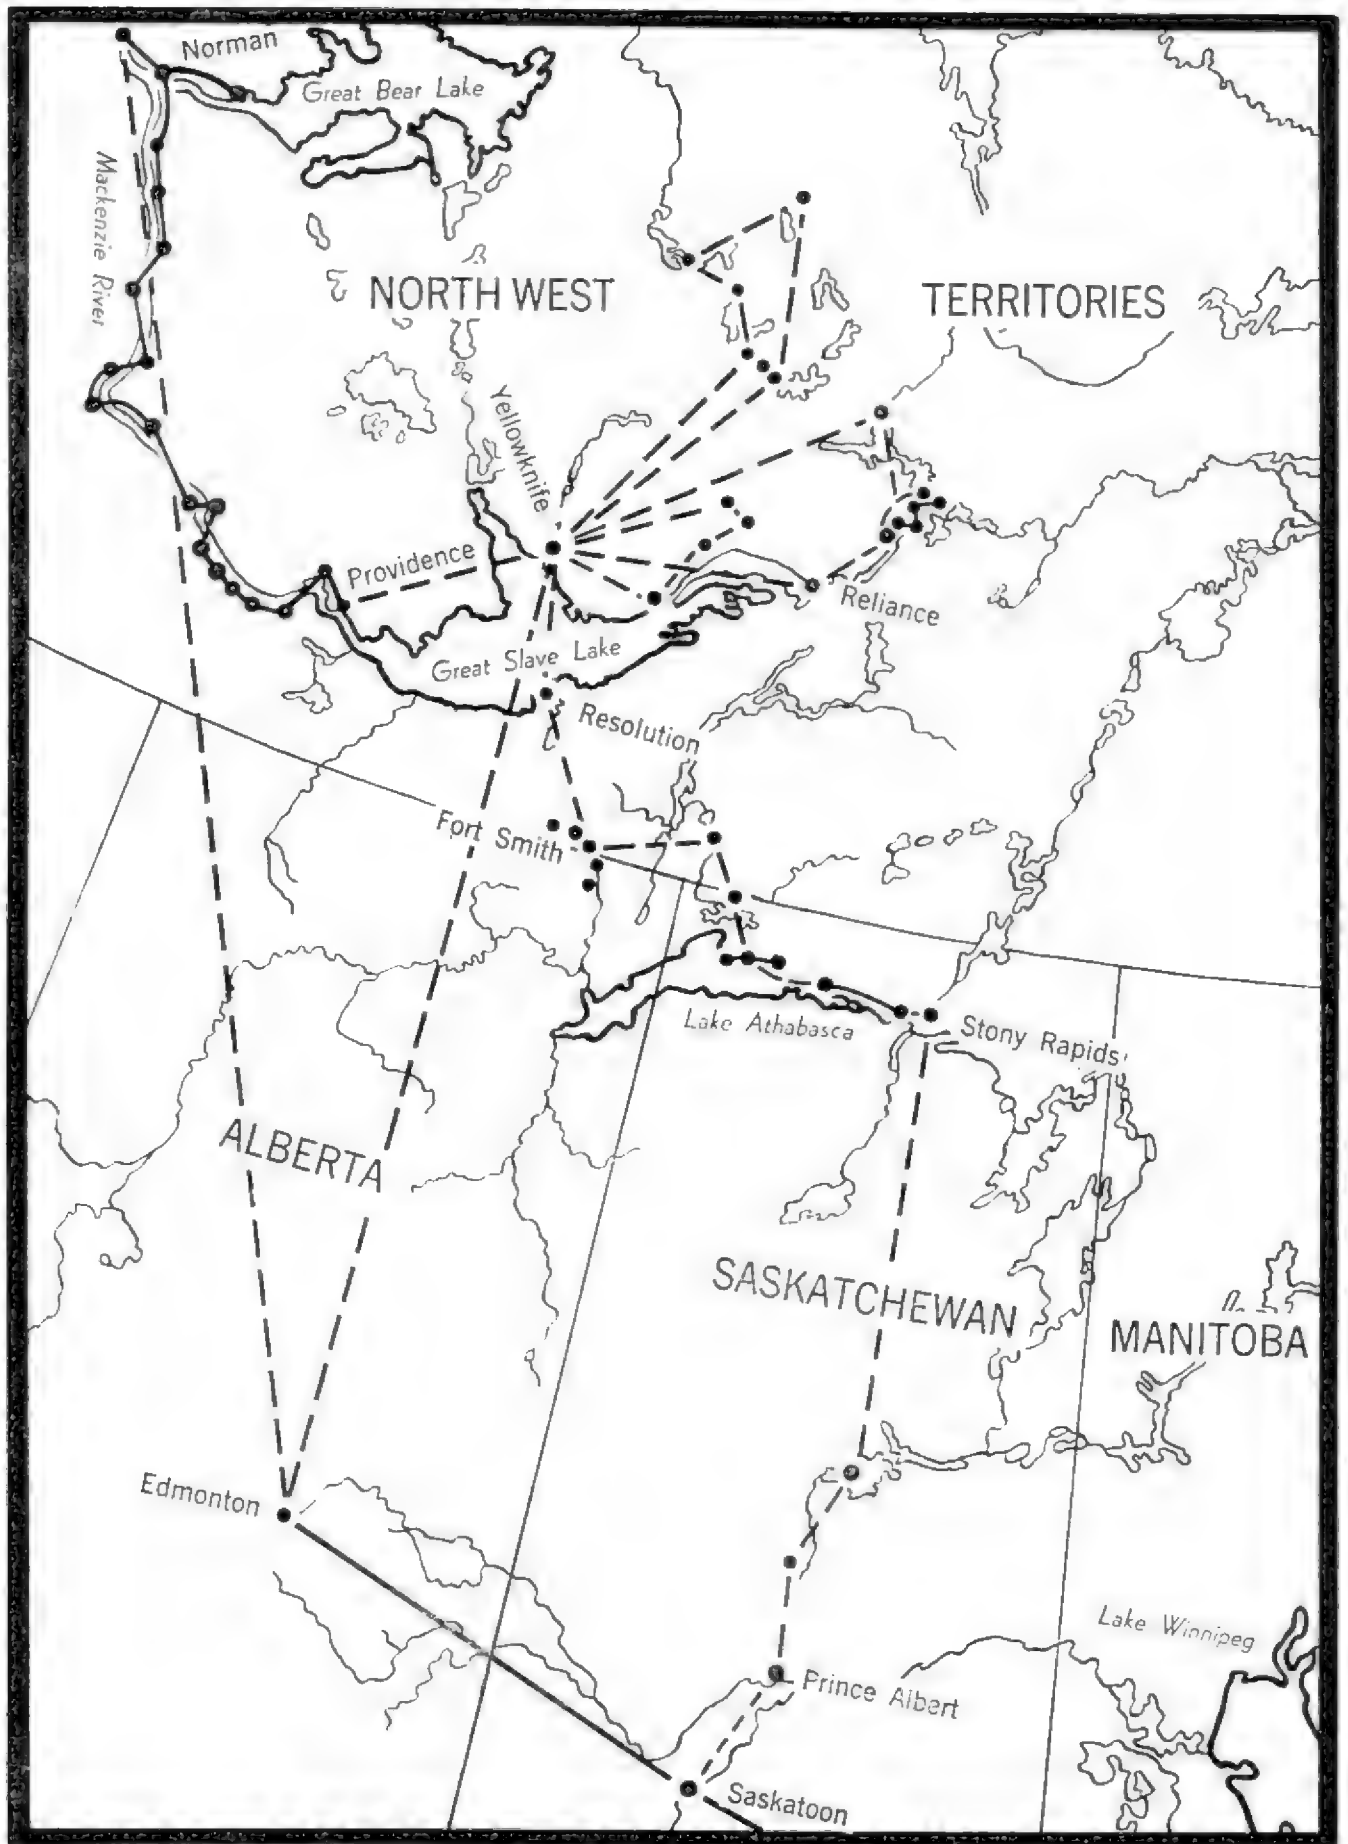 Norman
Great Bear Lake
Mackenzie River
NORTH WEST
TERRITORIES
Yellowknife
Providence
Reliance
Great Slave Lake
Resolution
Fort Smith
Lake Athabasca
Stony Rapids
ALBERTA
SASKATCHEWAN
MANITOBA
Edmonton
Lake Winnipeg
Prince Albert
Saskatoon